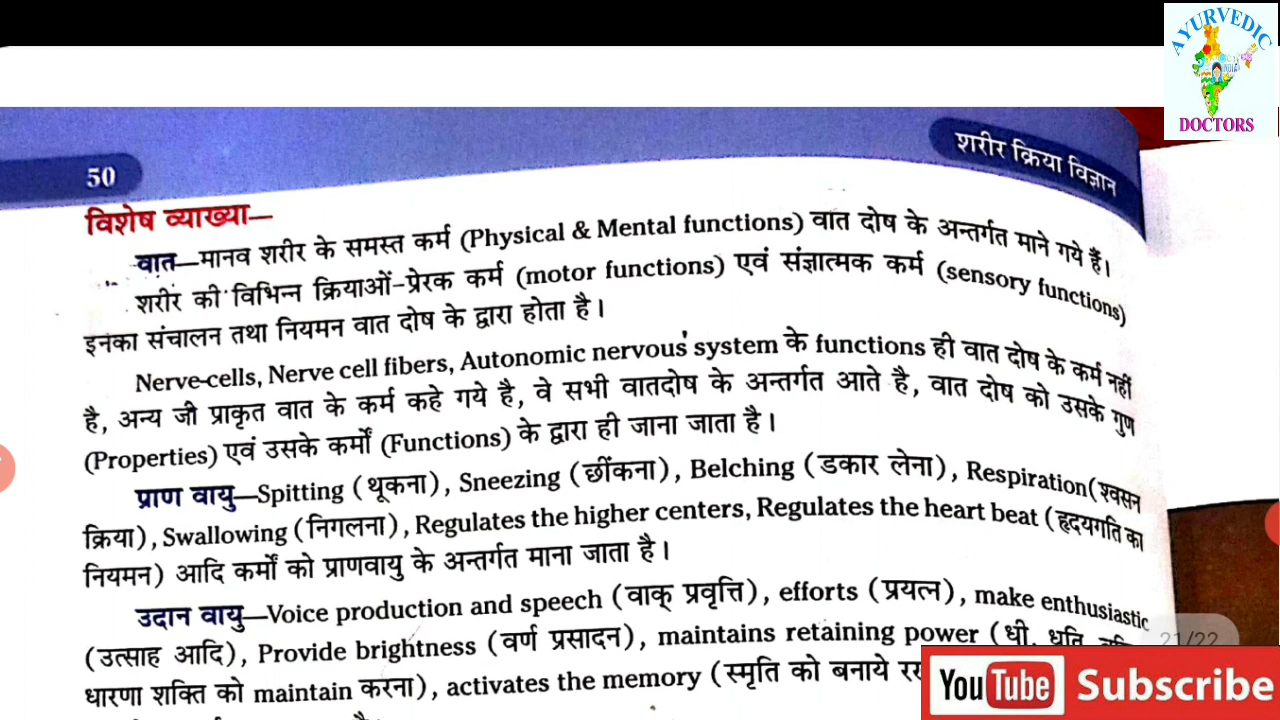 AYURVEDIC
DOCTORS
शरीर क्रिया विज्ञान
50
विशेष व्याख्या—
वात—मानव शरीर के समस्त कर्म (Physical & Mental functions) वात दोष के अन्तर्गत माने गये हैं।
शरीर की विभिन्न क्रियाओं-प्रेरक कर्म (motor functions) एवं संज्ञात्मक कर्म (sensory functions)
इनका संचालन तथा नियमन वात दोष के द्वारा होता है।
Nerve-cells, Nerve cell fibers, Autonomic nervous system के functions ही वात दोष के कर्म नहीं
है, अन्य जी प्राकृत वात के कर्म कहे गये है, वे सभी वातदोष के अन्तर्गत आते है, वात दोष को उसके गुण
(Properties) एवं उसके कर्मों (Functions) के द्वारा ही जाना जाता है।
प्राण वायु—Spitting (थूकना), Sneezing (छींकना), Belching (डकार लेना), Respiration(श्वसन
क्रिया), Swallowing (निगलना), Regulates the higher centers, Regulates the heart beat (हृदयगति का
नियमन) आदि कर्मों को प्राणवायु के अन्तर्गत माना जाता है।
उदान वायु—Voice production and speech (वाक् प्रवृत्ति), efforts (प्रयत्न), make enthusiastic
(उत्साह आदि), Provide brightness (वर्ण प्रसादन), maintains retaining power (धी, धृति,
धारणा शक्ति को maintain करना), activates the memory (स्मृति को बनाये
21/22
YouTube Subscribe